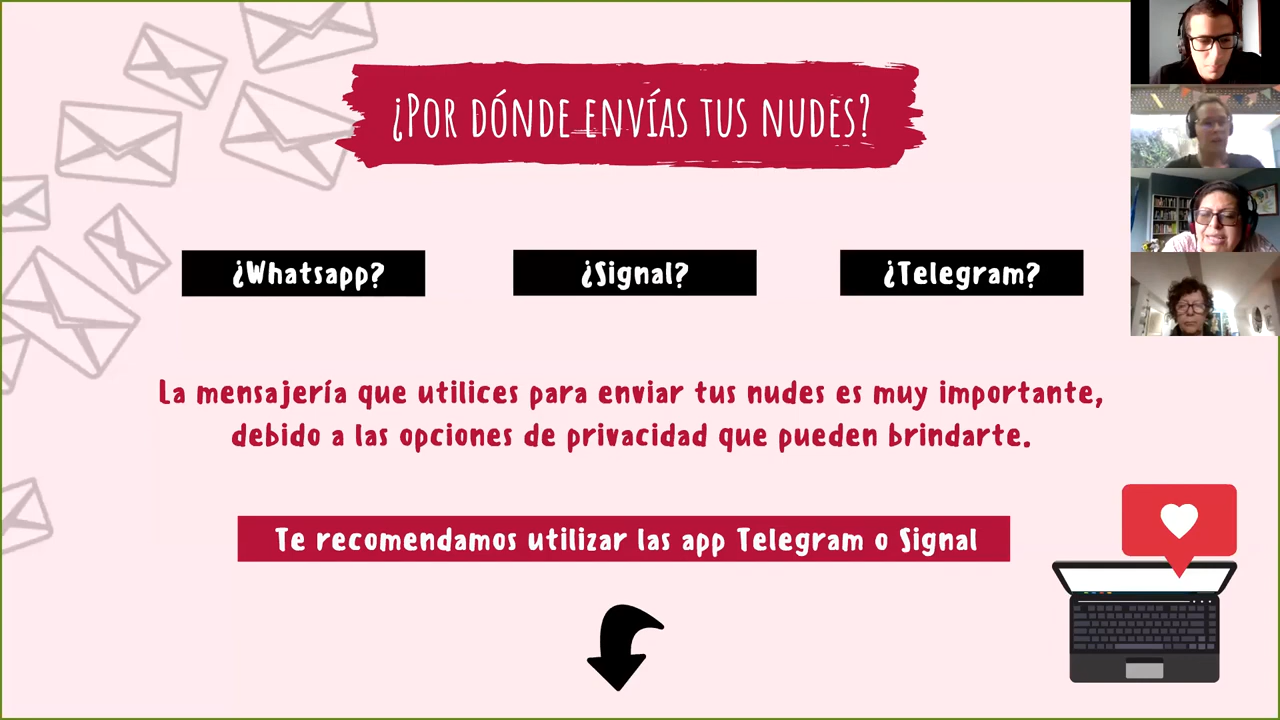 ¿Por dónde envías tus nudes?
¿Whatsapp?
¿Signal?
¿Telegram?
La mensajería que utilices para enviar tus nudes es muy importante,
debido a las opciones de privacidad que pueden brindarte.
Te recomendamos utilizar las app Telegram o Signal